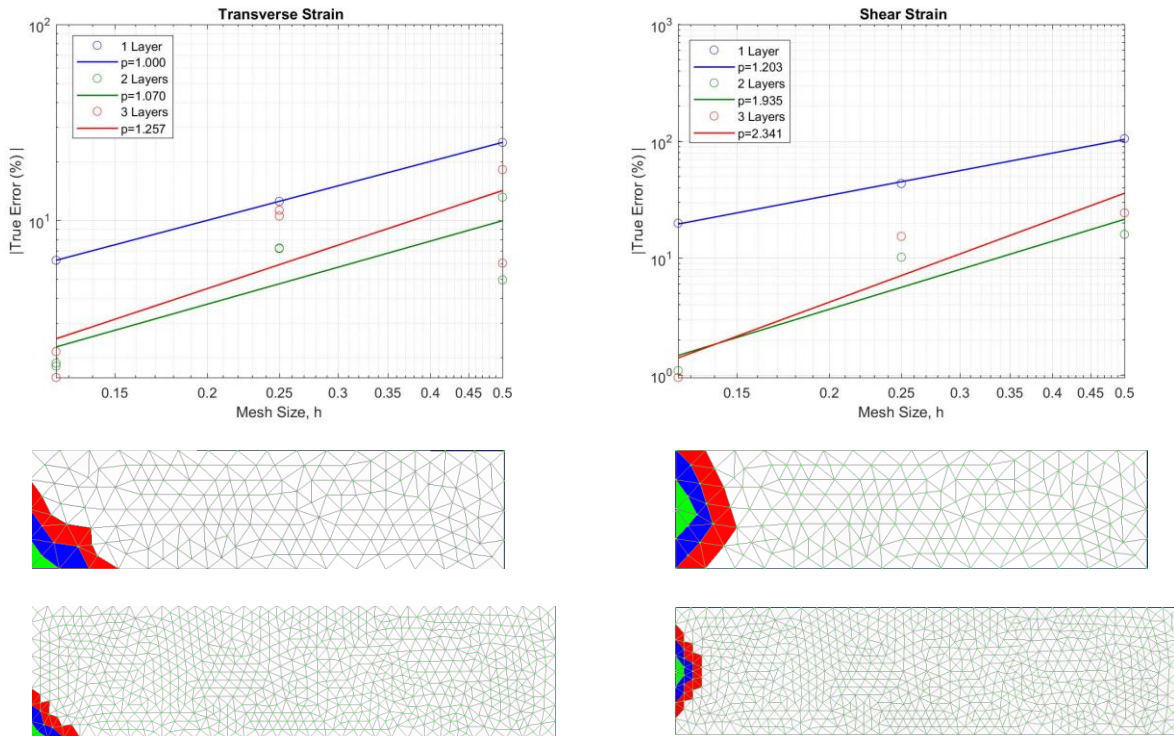 Transverse Strain
10²
10¹
|True Error (%) |
1 Layer
p=1.000
2 Layers
p=1.070
3 Layers
p=1.257
0.15 0.2 0.25 0.3 0.35 0.4 0.45 0.5
Mesh Size, h
Shear Strain
10³
10²
10¹
10⁰
|True Error (%) |
1 Layer
p=1.203
2 Layers
p=1.935
3 Layers
p=2.341
0.15 0.2 0.25 0.3 0.35 0.4 0.45 0.5
Mesh Size, h